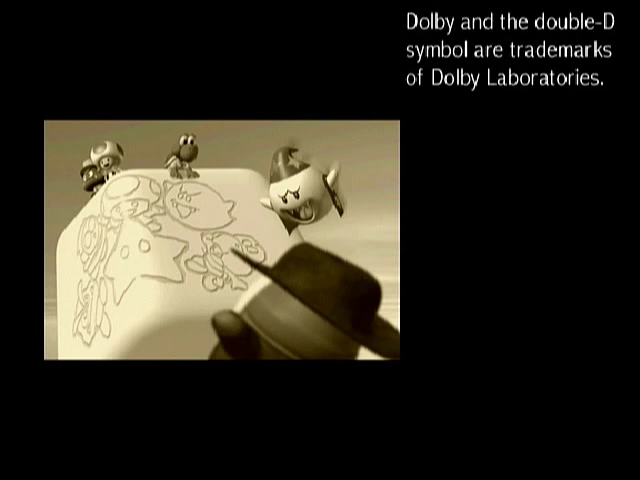 Dolby and the double-D
symbol are trademarks
of Dolby Laboratories.